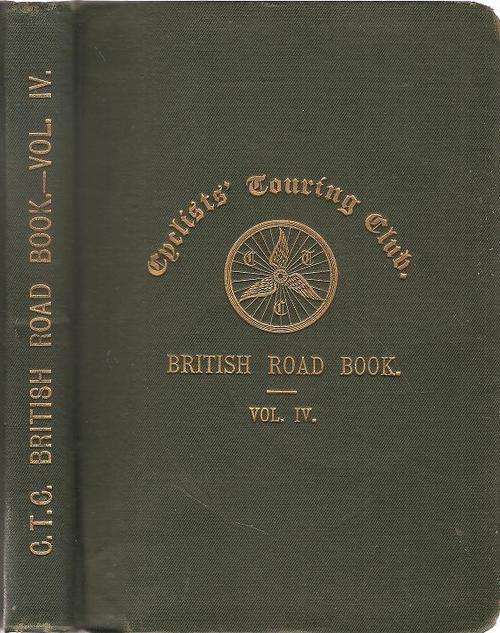 C.T.C. BRITISH ROAD BOOK.—VOL. IV.
Cyclists' Touring Club.
C T
C
BRITISH ROAD BOOK.
VOL. IV.